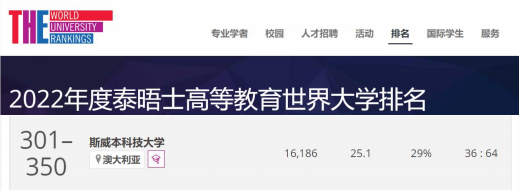 THE WORLD
UNIVERSITY
RANKINGS
专业学者 校园 人才招聘 活动 排名 国际学生 服务
2022年度泰晤士高等教育世界大学排名
301–
350
斯威本科技大学
澳大利亚
16,186 25.1 29% 36 : 64